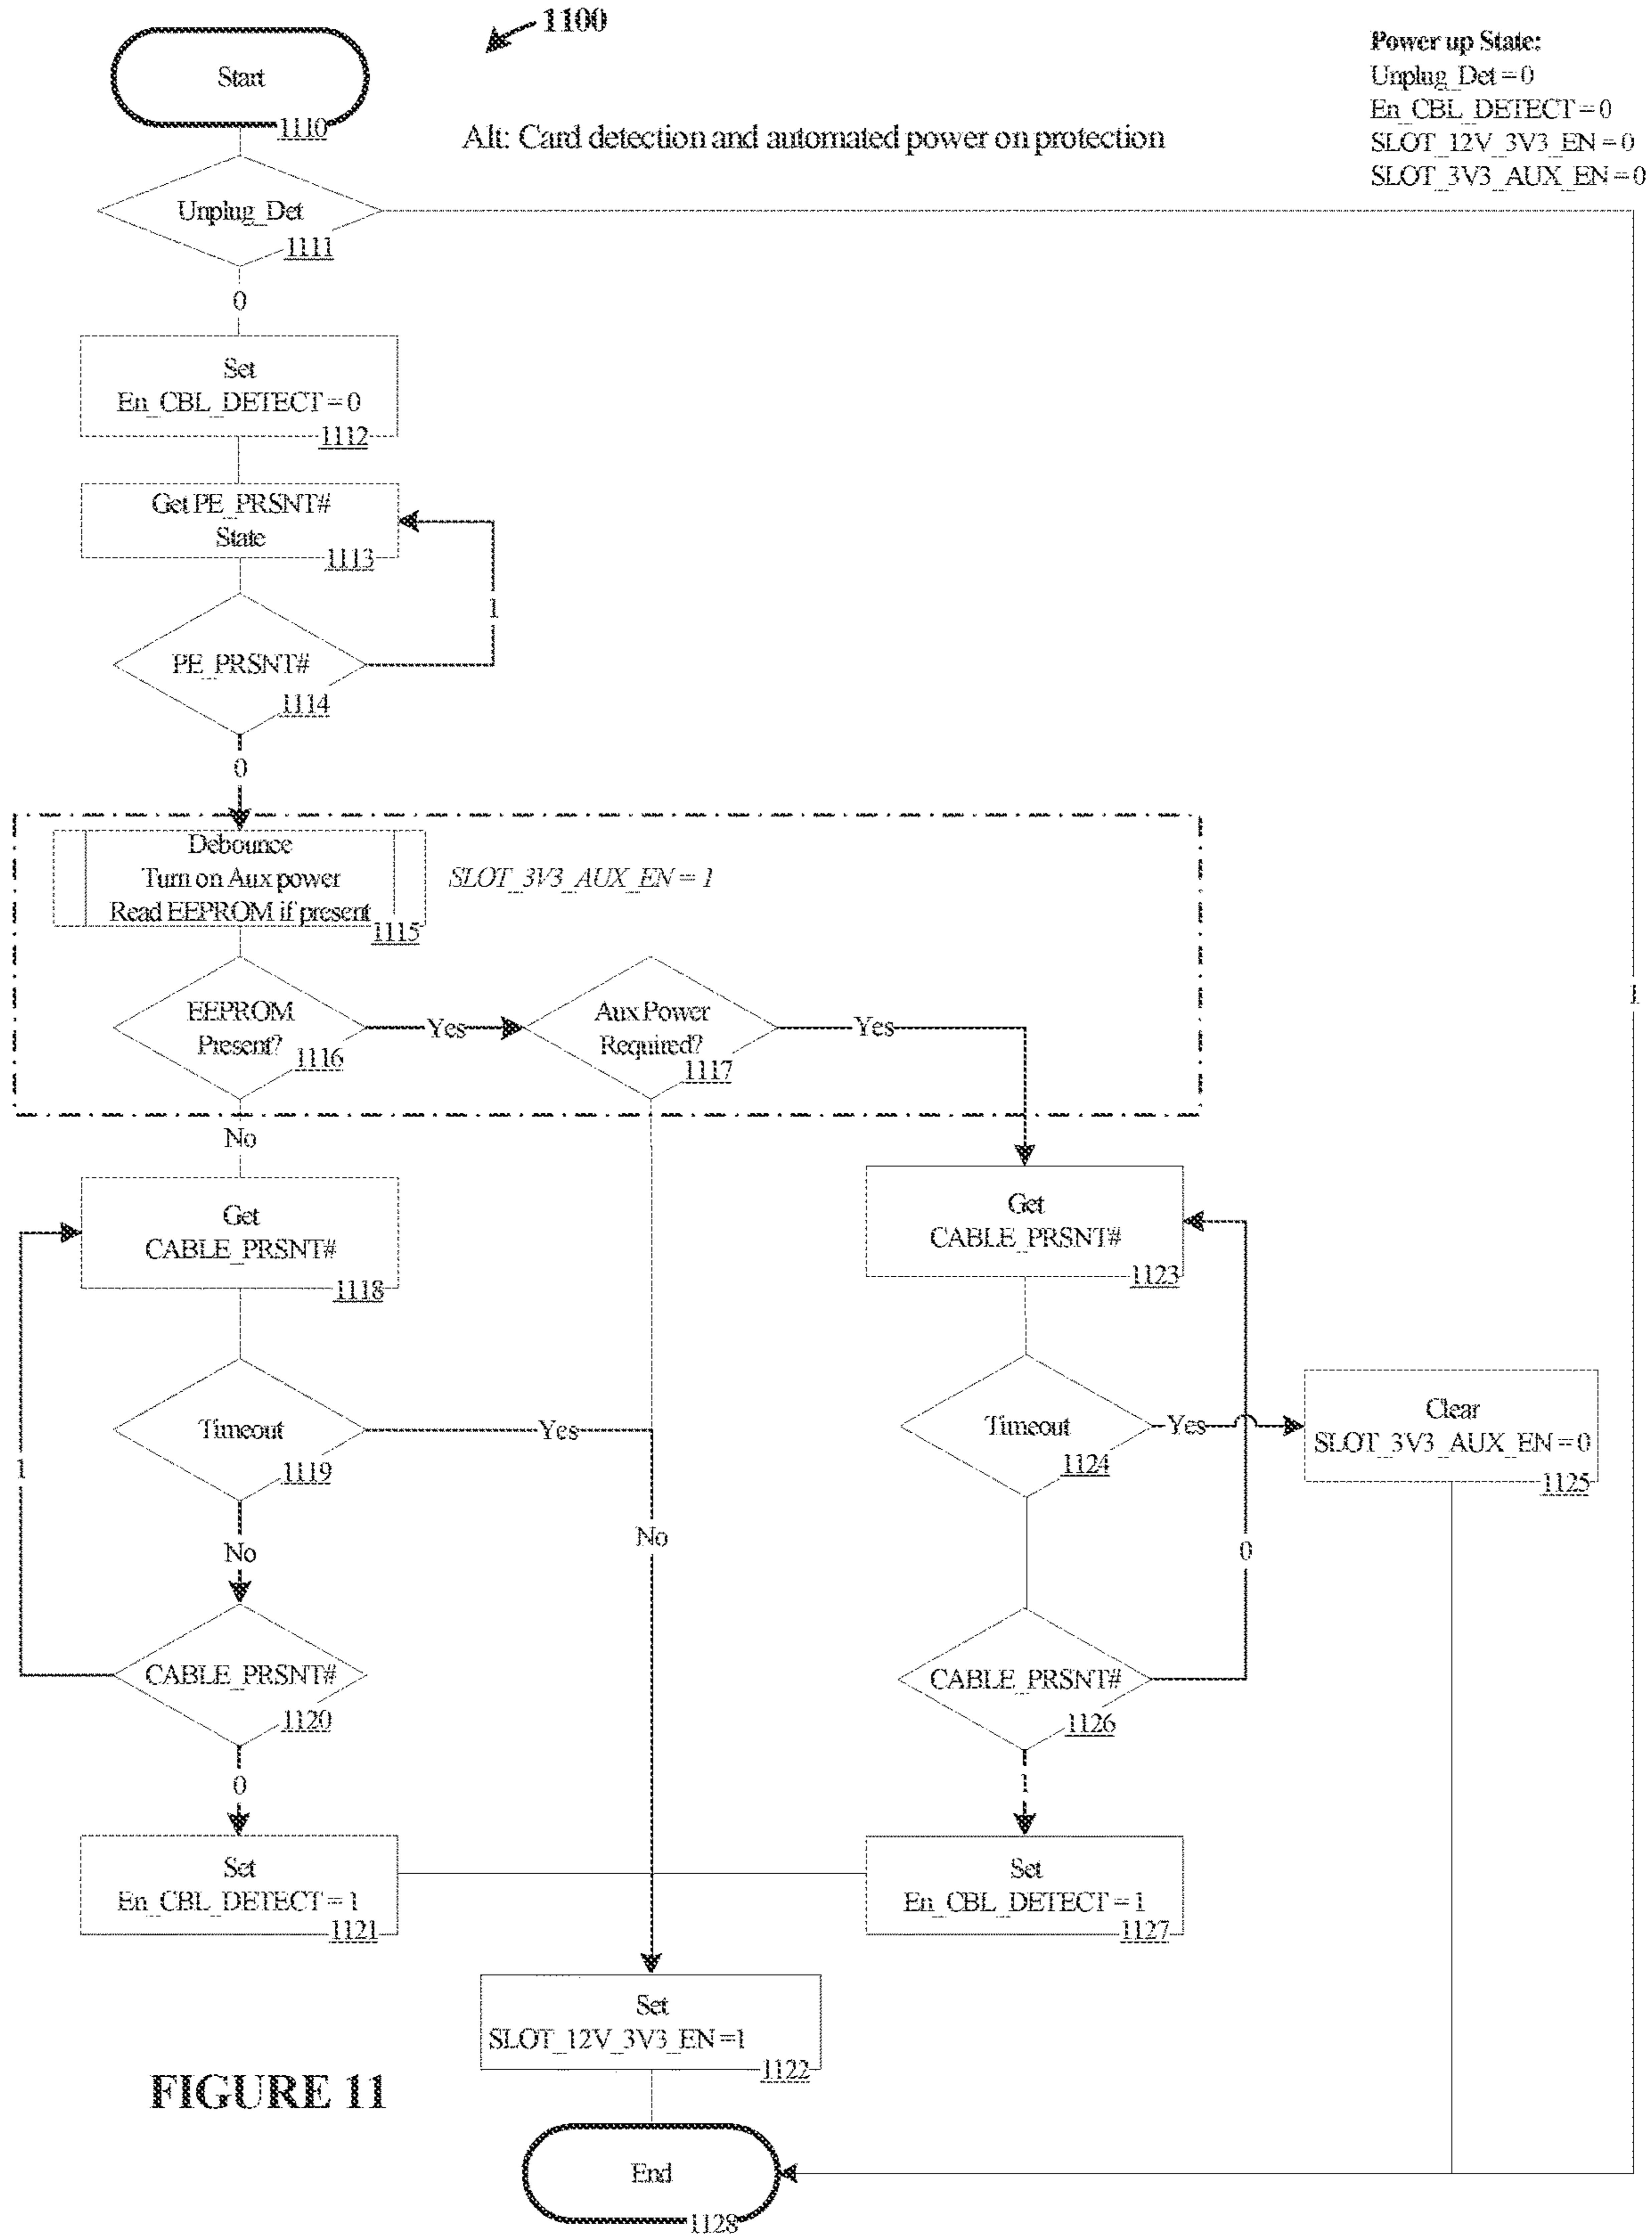 1100
Power up State:
Unplug_Det = 0
En_CBL_DETECT = 0
SLOT_12V_3V3_EN = 0
SLOT_3V3_AUX_EN = 0
Start
1110
Alt: Card detection and automated power on protection
Unplug_Det
1111
0
Set
En_CBL_DETECT = 0
1112
Get PE_PRSNT#
State
1113
1
PE_PRSNT#
1114
0
Debounce
Turn on Aux power
Read EEPROM if present
1115
SLOT_3V3_AUX_EN = 1
1
EEPROM
Present?
1116
Yes
Aux Power
Required?
1117
Yes
No
Get
CABLE_PRSNT#
1118
Get
CABLE_PRSNT#
1123
Timeout
1119
Yes
Timeout
1124
Yes
Clear
SLOT_3V3_AUX_EN = 0
1125
1
No
No
0
CABLE_PRSNT#
1120
CABLE_PRSNT#
1126
0
1
Set
En_CBL_DETECT = 1
1121
Set
En_CBL_DETECT = 1
1127
Set
SLOT_12V_3V3_EN =1
1122
FIGURE 11
End
1128